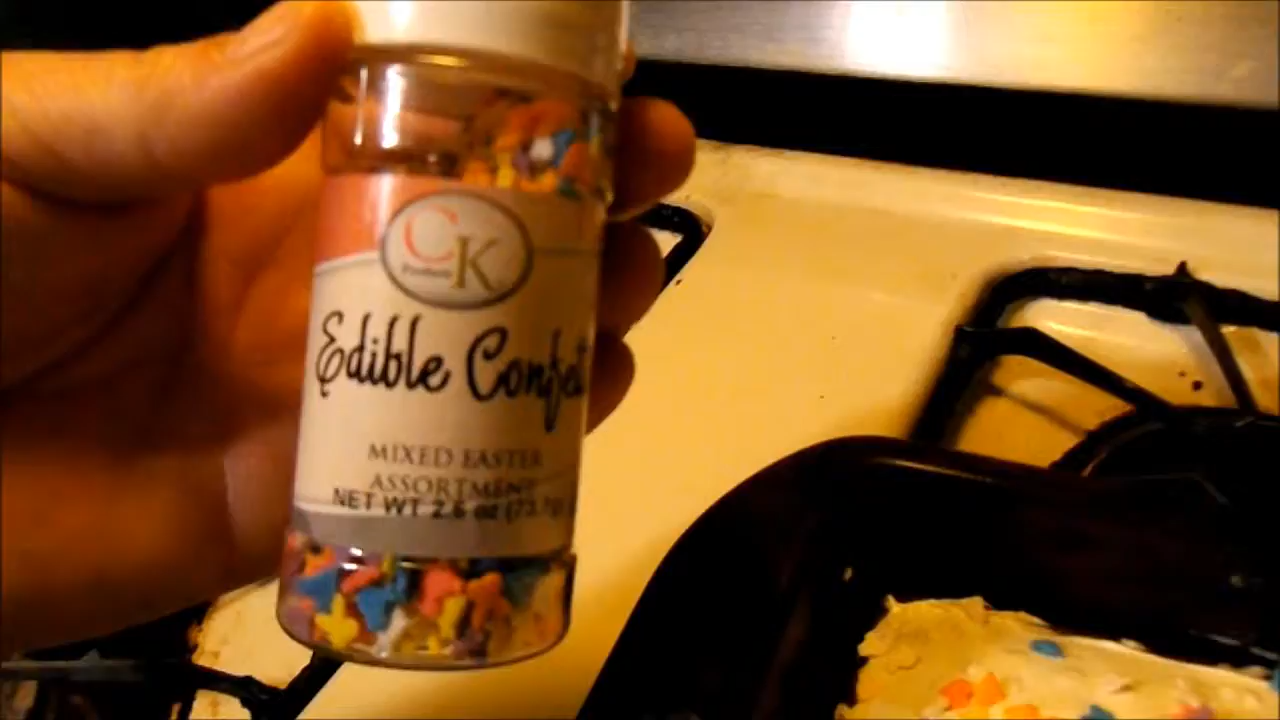 CK
Edible Confet
MIXED EASTER
ASSORTMENT
NET WT 2.6 oz